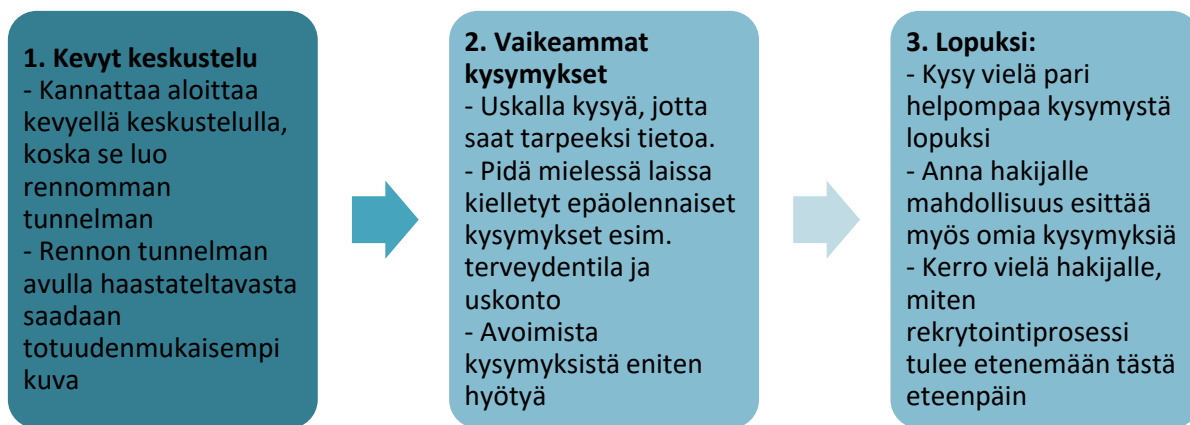 1. Kevyt keskustelu
- Kannattaa aloittaa
kevyellä keskustelulla,
koska se luo
rennomman
tunnelman
- Rennon tunnelman
avulla haastateltavasta
saadaan
totuudenmukaisempi
kuva
2. Vaikeammat
kysymykset
- Uskalla kysyä, jotta
saat tarpeeksi tietoa.
- Pidä mielessä laissa
kielletyt epäolennaiset
kysymykset esim.
terveydentila ja
uskonto
- Avoimista
kysymyksistä eniten
hyötyä
3. Lopuksi:
- Kysy vielä pari
helpompaa kysymystä
lopuksi
- Anna hakijalle
mahdollisuus esittää
myös omia kysymyksiä
- Kerro vielä hakijalle,
miten
rekrytointiprosessi
tulee etenemään tästä
eteenpäin